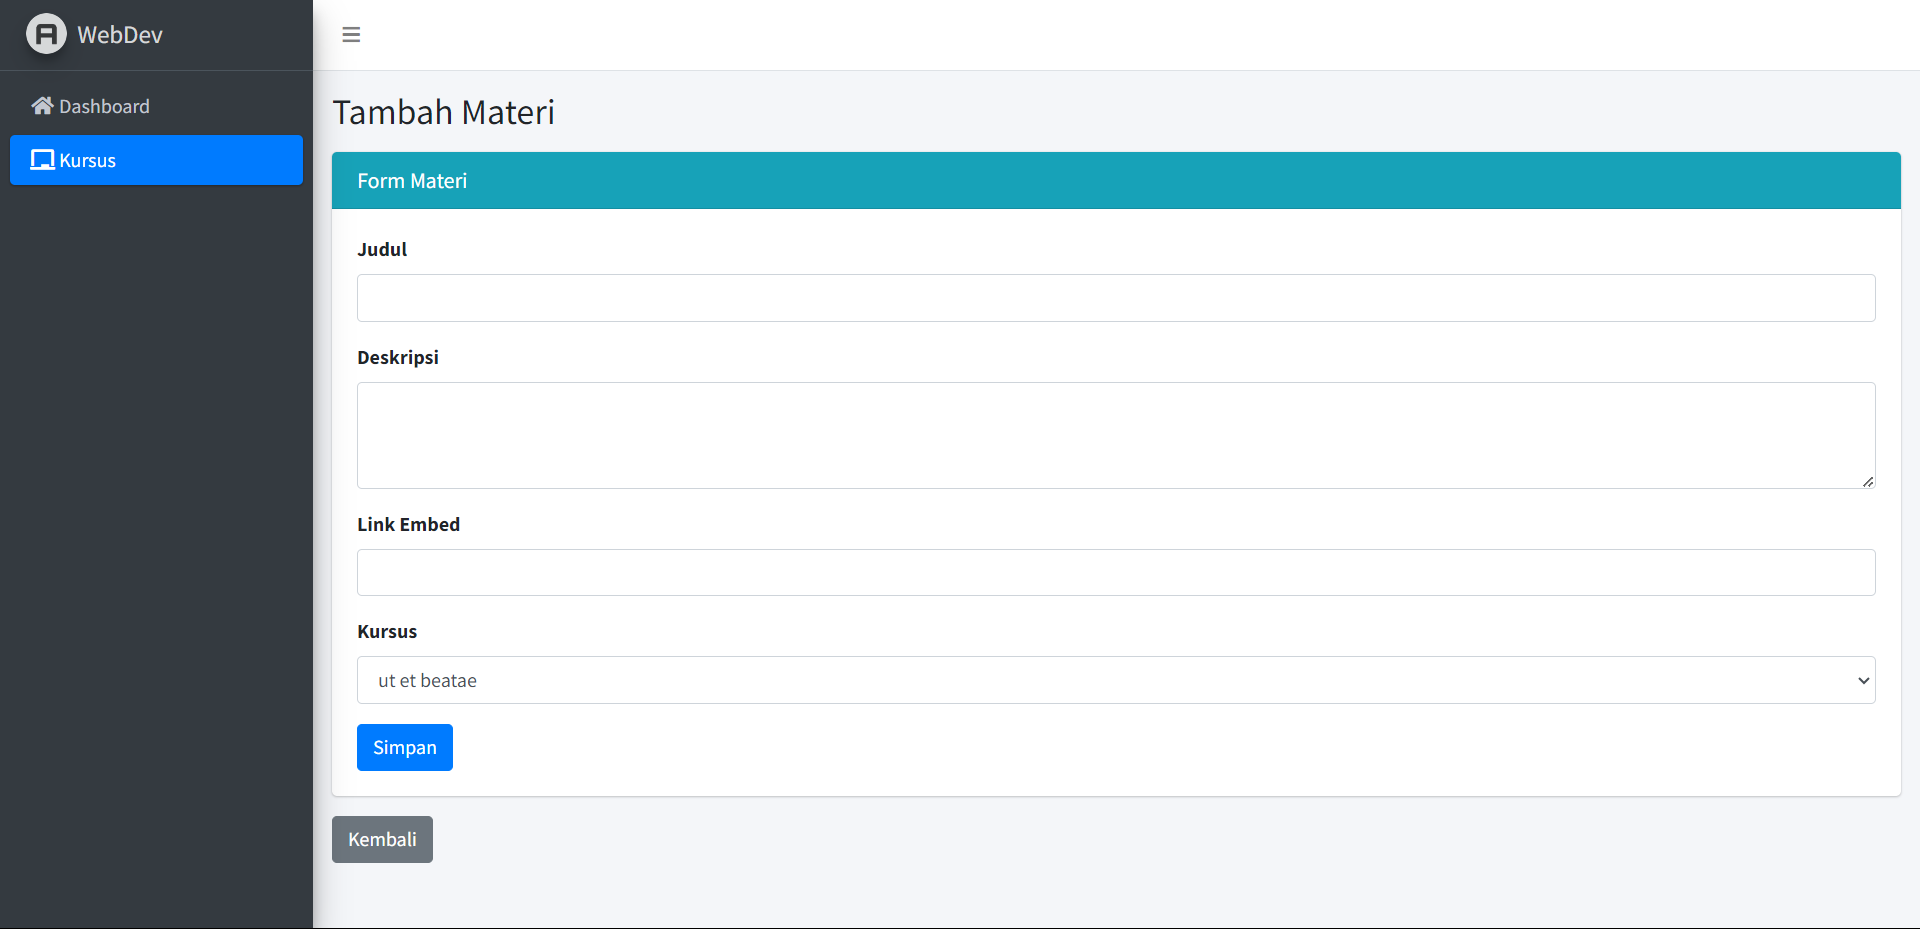 WebDev
Dashboard
Kursus
Tambah Materi
Form Materi
Judul
Deskripsi
Link Embed
Kursus
ut et beatae
Simpan
Kembali